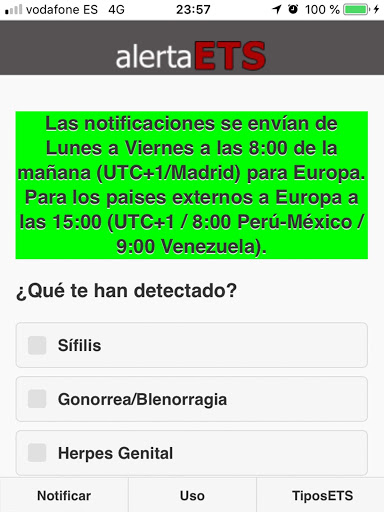 vodafone ES 4G 23:57 100 %
alertaETS
Las notificaciones se envían de
Lunes a Viernes a las 8:00 de la
mañana (UTC+1/Madrid) para Europa.
Para los paises externos a Europa a
las 15:00 (UTC+1 / 8:00 Perú-México /
9:00 Venezuela).
¿Qué te han detectado?
Sífilis
Gonorrea/Blenorragia
Herpes Genital
Notificar Uso TiposETS